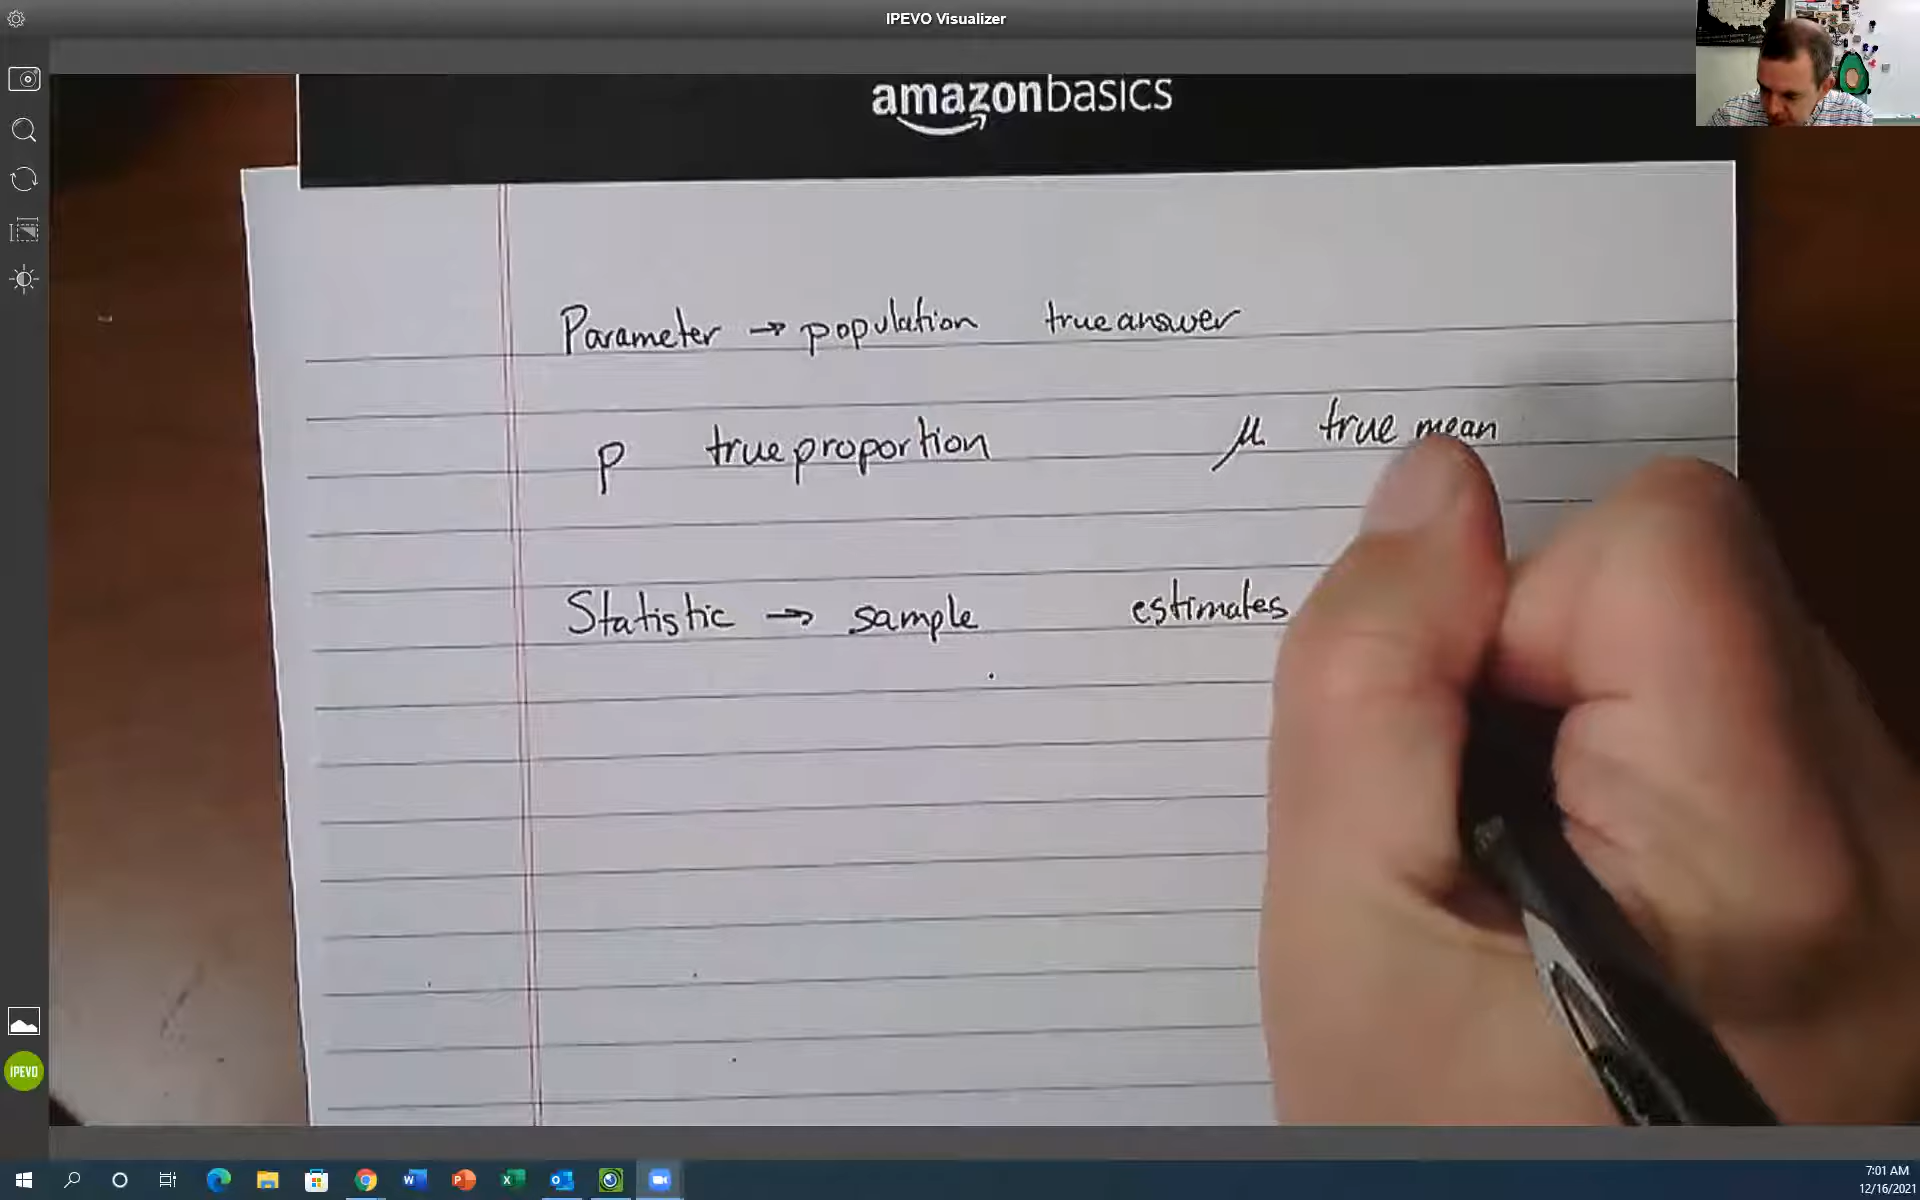 IPEVO Visualizer
amazonbasics
Parameter → population true answer
p true proportion μ true mean
Statistic → sample estimates
IPEVO
7:01 AM
12/16/2021